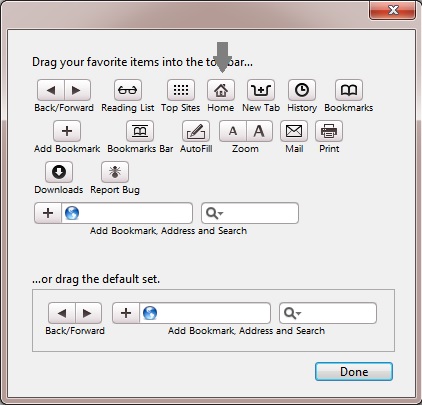 Drag your favorite items into the toolbar...
Back/Forward Reading List Top Sites Home New Tab History Bookmarks
A A
Add Bookmark Bookmarks Bar AutoFill Zoom Mail Print
Downloads Report Bug
Add Bookmark, Address and Search
...or drag the default set.
Back/Forward Add Bookmark, Address and Search
Done